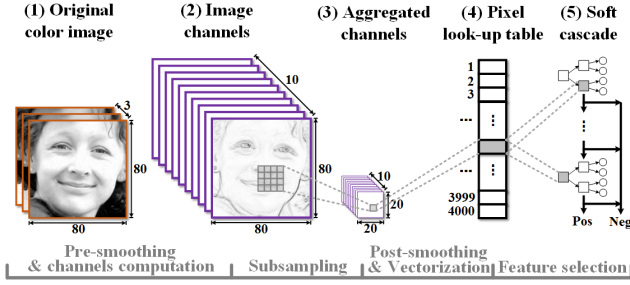 (1) Original
color image
(2) Image
channels
(3) Aggregated
channels
(4) Pixel
look-up table
(5) Soft
cascade
3
80
80
10
80
80
10
20
20
1
2
3
...
⋮
⋮
3999
4000
...
⋮
Pos
Neg
Pre-smoothing
& channels computation
Subsampling
Post-smoothing
& Vectorization
Feature selection